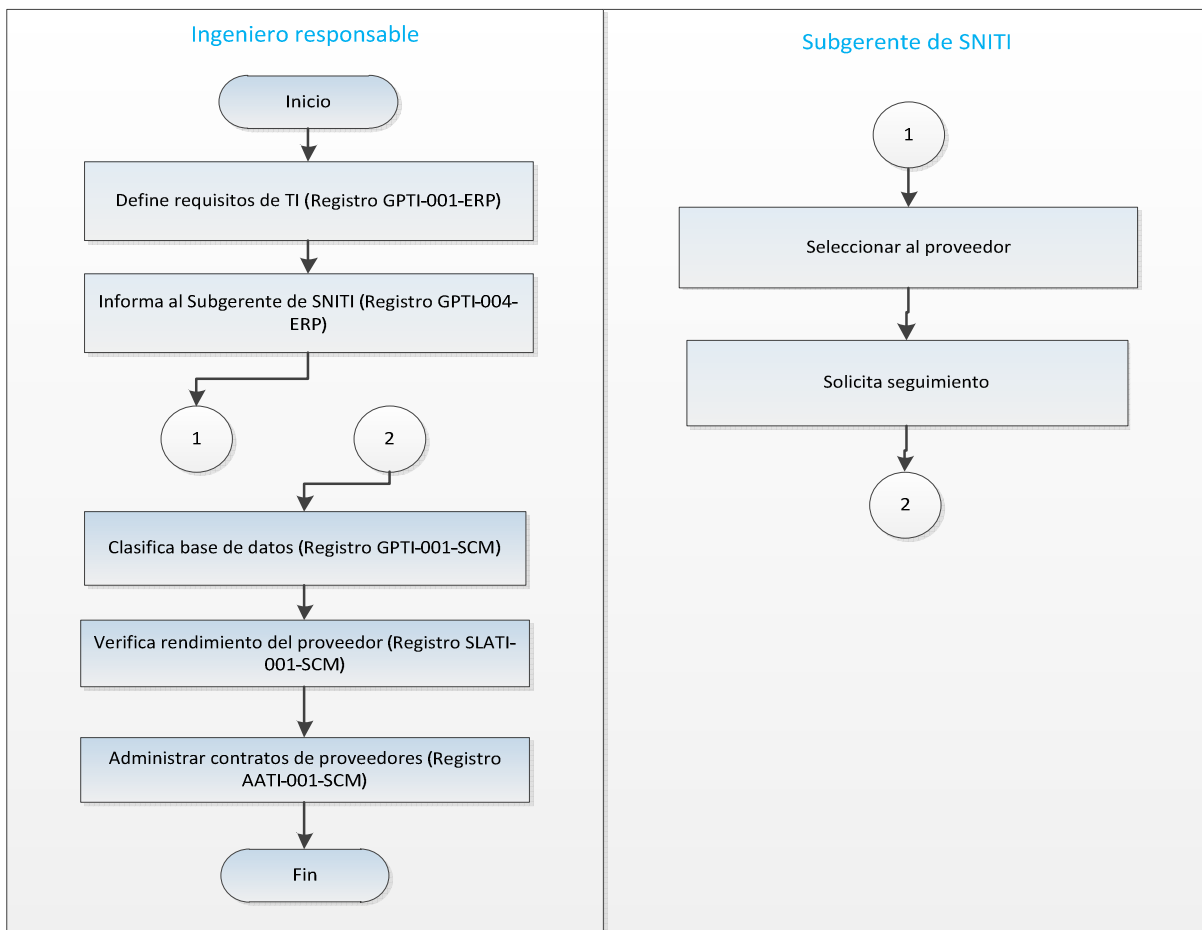 Ingeniero responsable
Inicio
Define requisitos de TI (Registro GPTI-001-ERP)
Informa al Subgerente de SNITI (Registro GPTI-004-
ERP)
1
2
Clasifica base de datos (Registro GPTI-001-SCM)
Verifica rendimiento del proveedor (Registro SLATI-
001-SCM)
Administrar contratos de proveedores (Registro
AATI-001-SCM)
Fin
Subgerente de SNITI
1
Seleccionar al proveedor
Solicita seguimiento
2